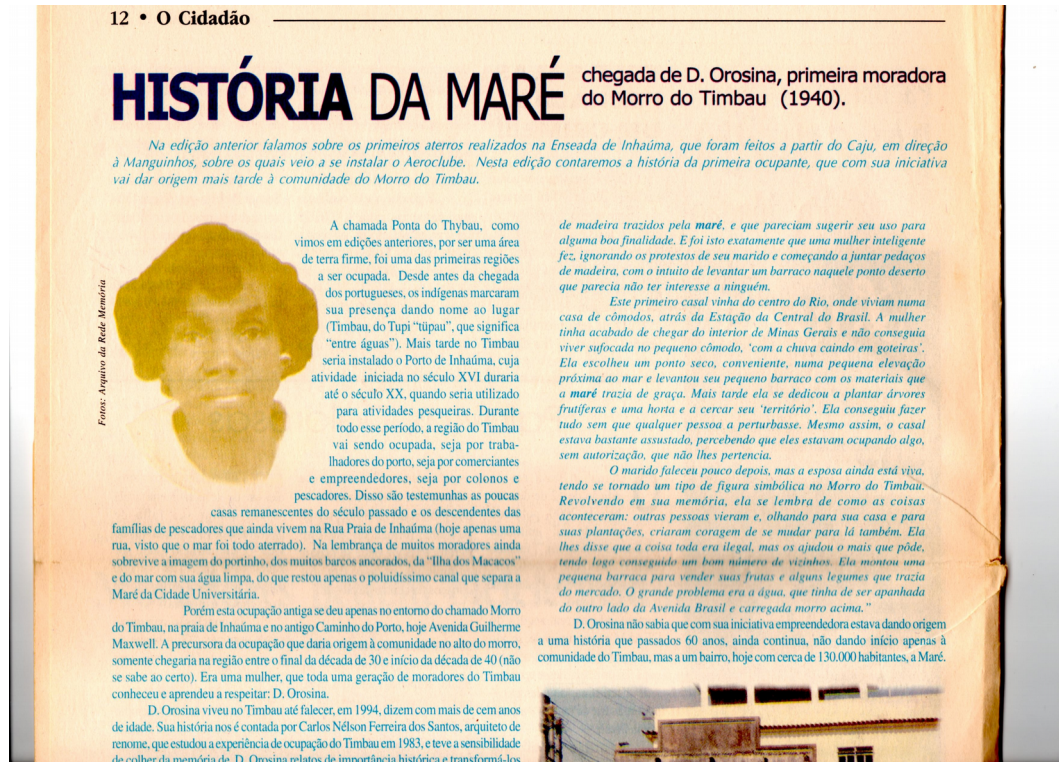 12 • O Cidadão
HISTÓRIA DA MARÉ
chegada de D. Orosina, primeira moradora
do Morro do Timbau (1940).
Na edição anterior falamos sobre os primeiros aterros realizados na Enseada de Inhaúma, que foram feitos a partir do Caju, em direção
à Manguinhos, sobre os quais veio a se instalar o Aeroclube. Nesta edição contaremos a história da primeira ocupante, que com sua iniciativa
vai dar origem mais tarde à comunidade do Morro do Timbau.
Fotos: Arquivo da Rede Memória
A chamada Ponta do Thybau, como
vimos em edições anteriores, por ser uma área
de terra firme, foi uma das primeiras regiões
a ser ocupada. Desde antes da chegada
dos portugueses, os indígenas marcaram
sua presença dando nome ao lugar
(Timbau, do Tupi “tüpau”, que significa
“entre águas”). Mais tarde no Timbau
seria instalado o Porto de Inhaúma, cuja
atividade iniciada no século XVI duraria
até o século XX, quando seria utilizado
para atividades pesqueiras. Durante
todo esse período, a região do Timbau
vai sendo ocupada, seja por traba-
lhadores do porto, seja por comerciantes
e empreendedores, seja por colonos e
pescadores. Disso são testemunhas as poucas
casas remanescentes do século passado e os descendentes das
famílias de pescadores que ainda vivem na Rua Praia de Inhaúma (hoje apenas uma
rua, visto que o mar foi todo aterrado). Na lembrança de muitos moradores ainda
sobrevive a imagem do portinho, dos muitos barcos ancorados, da “Ilha dos Macacos”
e do mar com sua água limpa, do que restou apenas o poluidíssimo canal que separa a
Maré da Cidade Universitária.
Porém esta ocupação antiga se deu apenas no entorno do chamado Morro
do Timbau, na praia de Inhaúma e no antigo Caminho do Porto, hoje Avenida Guilherme
Maxwell. A precursora da ocupação que daria origem à comunidade no alto do morro,
somente chegaria na região entre o final da década de 30 e início da década de 40 (não
se sabe ao certo). Era uma mulher, que toda uma geração de moradores do Timbau
conheceu e aprendeu a respeitar: D. Orosina.
D. Orosina viveu no Timbau até falecer, em 1994, dizem com mais de cem anos
de idade. Sua história nos é contada por Carlos Nélson Ferreira dos Santos, arquiteto de
renome, que estudou a experiência de ocupação do Timbau em 1983, e teve a sensibilidade
de colher da memória de D. Orosina relatos de importância histórica e transformá-los
de madeira trazidos pela maré, e que pareciam sugerir seu uso para
alguma boa finalidade. E foi isto exatamente que uma mulher inteligente
fez, ignorando os protestos de seu marido e começando a juntar pedaços
de madeira, com o intuito de levantar um barraco naquele ponto deserto
que parecia não ter interesse a ninguém.
Este primeiro casal vinha do centro do Rio, onde viviam numa
casa de cômodos, atrás da Estação da Central do Brasil. A mulher
tinha acabado de chegar do interior de Minas Gerais e não conseguia
viver sufocada no pequeno cômodo, ‘com a chuva caindo em goteiras’.
Ela escolheu um ponto seco, conveniente, numa pequena elevação
próxima ao mar e levantou seu pequeno barraco com os materiais que
a maré trazia de graça. Mais tarde ela se dedicou a plantar árvores
frutíferas e uma horta e a cercar seu ‘território’. Ela conseguiu fazer
tudo sem que qualquer pessoa a perturbasse. Mesmo assim, o casal
estava bastante assustado, percebendo que eles estavam ocupando algo,
sem autorização, que não lhes pertencia.
O marido faleceu pouco depois, mas a esposa ainda está viva,
tendo se tornado um tipo de figura simbólica no Morro do Timbau.
Revolvendo em sua memória, ela se lembra de como as coisas
aconteceram: outras pessoas vieram e, olhando para sua casa e para
suas plantações, criaram coragem de se mudar para lá também. Ela
lhes disse que a coisa toda era ilegal, mas os ajudou o mais que pôde,
tendo logo conseguido um bom número de vizinhos. Ela montou uma
pequena barraca para vender suas frutas e alguns legumes que trazia
do mercado. O grande problema era a água, que tinha de ser apanhada
do outro lado da Avenida Brasil e carregada morro acima.”
D. Orosina não sabia que com sua iniciativa empreendedora estava dando origem
a uma história que passados 60 anos, ainda continua, não dando início apenas à
comunidade do Timbau, mas a um bairro, hoje com cerca de 130.000 habitantes, a Maré.